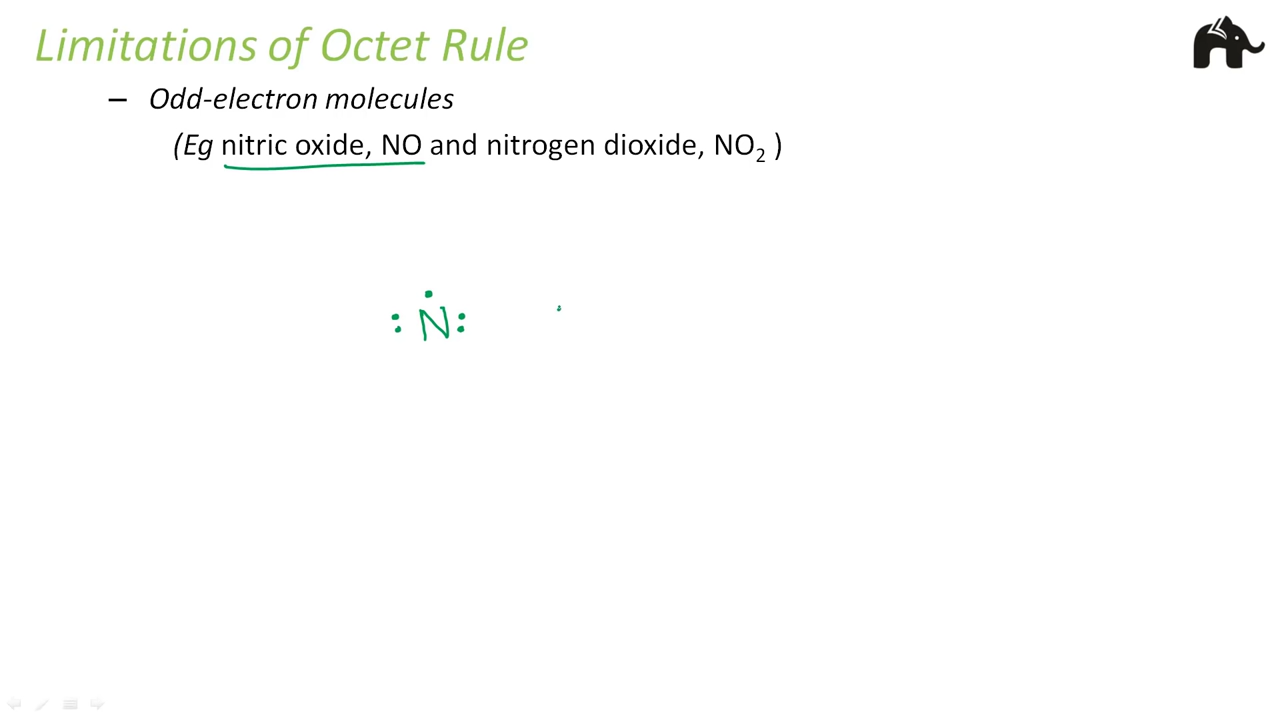 Limitations of Octet Rule
– Odd-electron molecules
(Eg nitric oxide, NO and nitrogen dioxide, NO₂ )
: N :